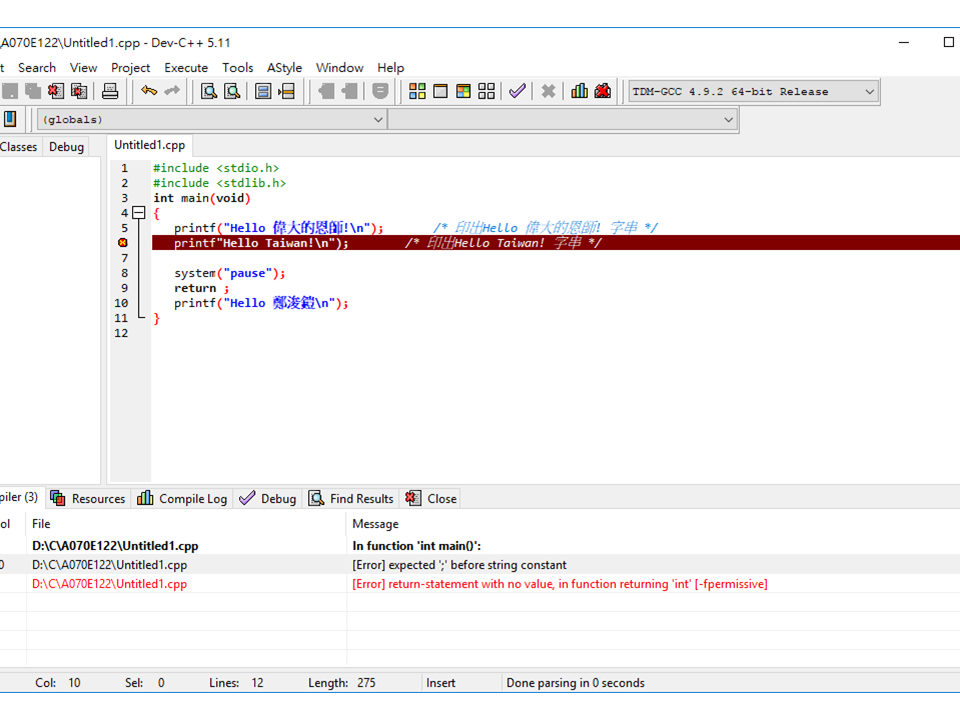 \A070E122\Untitled1.cpp - Dev-C++ 5.11
t Search View Project Execute Tools AStyle Window Help
TDM-GCC 4.9.2 64-bit Release
(globals)
Classes Debug Untitled1.cpp
1 #include <stdio.h>
2 #include <stdlib.h>
3 int main(void)
4 {
5 printf("Hello 偉大的恩師!\n"); /* 印出Hello 偉大的恩師! 字串 */
printf"Hello Taiwan!\n"); /* 印出Hello Taiwan! 字串 */
7
8 system("pause");
9 return ;
10 printf("Hello 鄭浚鎧\n");
11 }
12
piler (3) Resources Compile Log Debug Find Results Close
ol File Message
D:\C\A070E122\Untitled1.cpp In function 'int main()':
0 D:\C\A070E122\Untitled1.cpp [Error] expected ';' before string constant
D:\C\A070E122\Untitled1.cpp [Error] return-statement with no value, in function returning 'int' [-fpermissive]
Col: 10 Sel: 0 Lines: 12 Length: 275 Insert Done parsing in 0 seconds